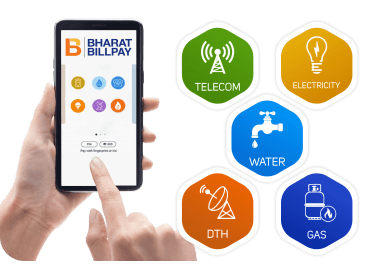 B BHARAT
BILLPAY
TELECOM
ELECTRICITY
WATER
DTH
GAS